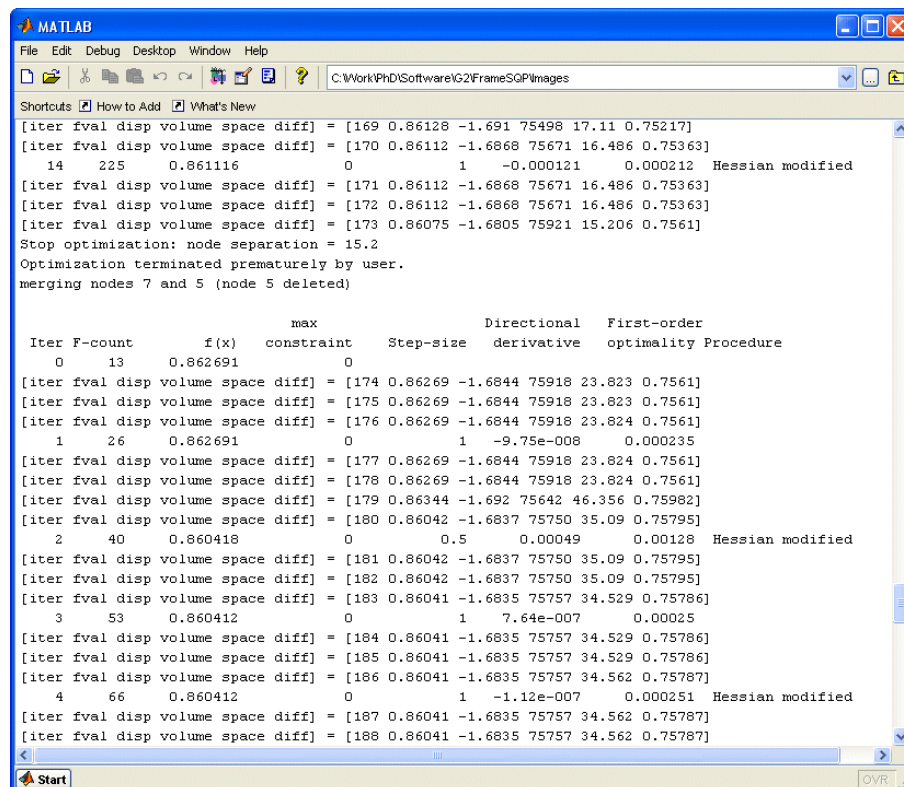 MATLAB
File Edit Debug Desktop Window Help
C:\Work\PhD\Software\G2\FrameSQP\Images
Shortcuts How to Add What's New
[iter fval disp volume space diff] = [169 0.86128 -1.691 75498 17.11 0.75217]
[iter fval disp volume space diff] = [170 0.86112 -1.6868 75671 16.486 0.75363]
14 225 0.861116 0 1 -0.000121 0.000212 Hessian modified
[iter fval disp volume space diff] = [171 0.86112 -1.6868 75671 16.486 0.75363]
[iter fval disp volume space diff] = [172 0.86112 -1.6868 75671 16.486 0.75363]
[iter fval disp volume space diff] = [173 0.86075 -1.6805 75921 15.206 0.7561]
Stop optimization: node separation = 15.2
Optimization terminated prematurely by user.
merging nodes 7 and 5 (node 5 deleted)
max Directional First-order
Iter F-count f(x) constraint Step-size derivative optimality Procedure
0 13 0.862691 0
[iter fval disp volume space diff] = [174 0.86269 -1.6844 75918 23.823 0.7561]
[iter fval disp volume space diff] = [175 0.86269 -1.6844 75918 23.823 0.7561]
[iter fval disp volume space diff] = [176 0.86269 -1.6844 75918 23.824 0.7561]
1 26 0.862691 0 1 -9.75e-008 0.000235
[iter fval disp volume space diff] = [177 0.86269 -1.6844 75918 23.824 0.7561]
[iter fval disp volume space diff] = [178 0.86269 -1.6844 75918 23.824 0.7561]
[iter fval disp volume space diff] = [179 0.86344 -1.692 75642 46.356 0.75982]
[iter fval disp volume space diff] = [180 0.86042 -1.6837 75750 35.09 0.75795]
2 40 0.860418 0 0.5 0.00049 0.00128 Hessian modified
[iter fval disp volume space diff] = [181 0.86042 -1.6837 75750 35.09 0.75795]
[iter fval disp volume space diff] = [182 0.86042 -1.6837 75750 35.09 0.75795]
[iter fval disp volume space diff] = [183 0.86041 -1.6835 75757 34.529 0.75786]
3 53 0.860412 0 1 7.64e-007 0.00025
[iter fval disp volume space diff] = [184 0.86041 -1.6835 75757 34.529 0.75786]
[iter fval disp volume space diff] = [185 0.86041 -1.6835 75757 34.529 0.75786]
[iter fval disp volume space diff] = [186 0.86041 -1.6835 75757 34.562 0.75787]
4 66 0.860412 0 1 -1.12e-007 0.000251 Hessian modified
[iter fval disp volume space diff] = [187 0.86041 -1.6835 75757 34.562 0.75787]
[iter fval disp volume space diff] = [188 0.86041 -1.6835 75757 34.562 0.75787]
Start OVR